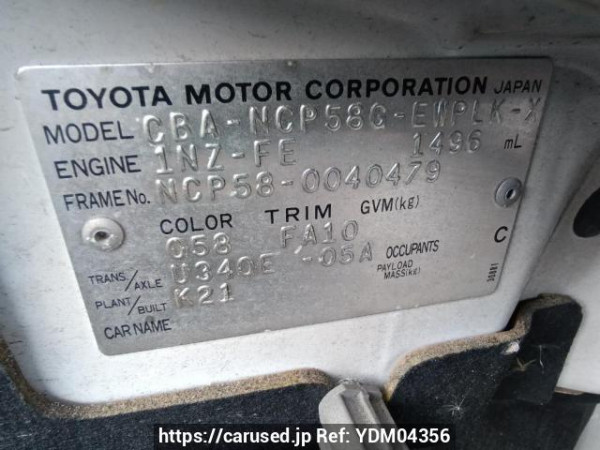 TOYOTA MOTOR CORPORATION JAPAN
MODEL CBA-NCP58G-EWPLK-X
ENGINE 1NZ-FE 1496 mL
FRAME No. NCP58-0040479
COLOR TRIM GVM(kg)
058 FA10 C
TRANS/AXLE U340E -05A OCCUPANTS
PAYLOAD MASS(kg)
PLANT/BUILT K21
CAR NAME
https://carused.jp Ref: YDM04356